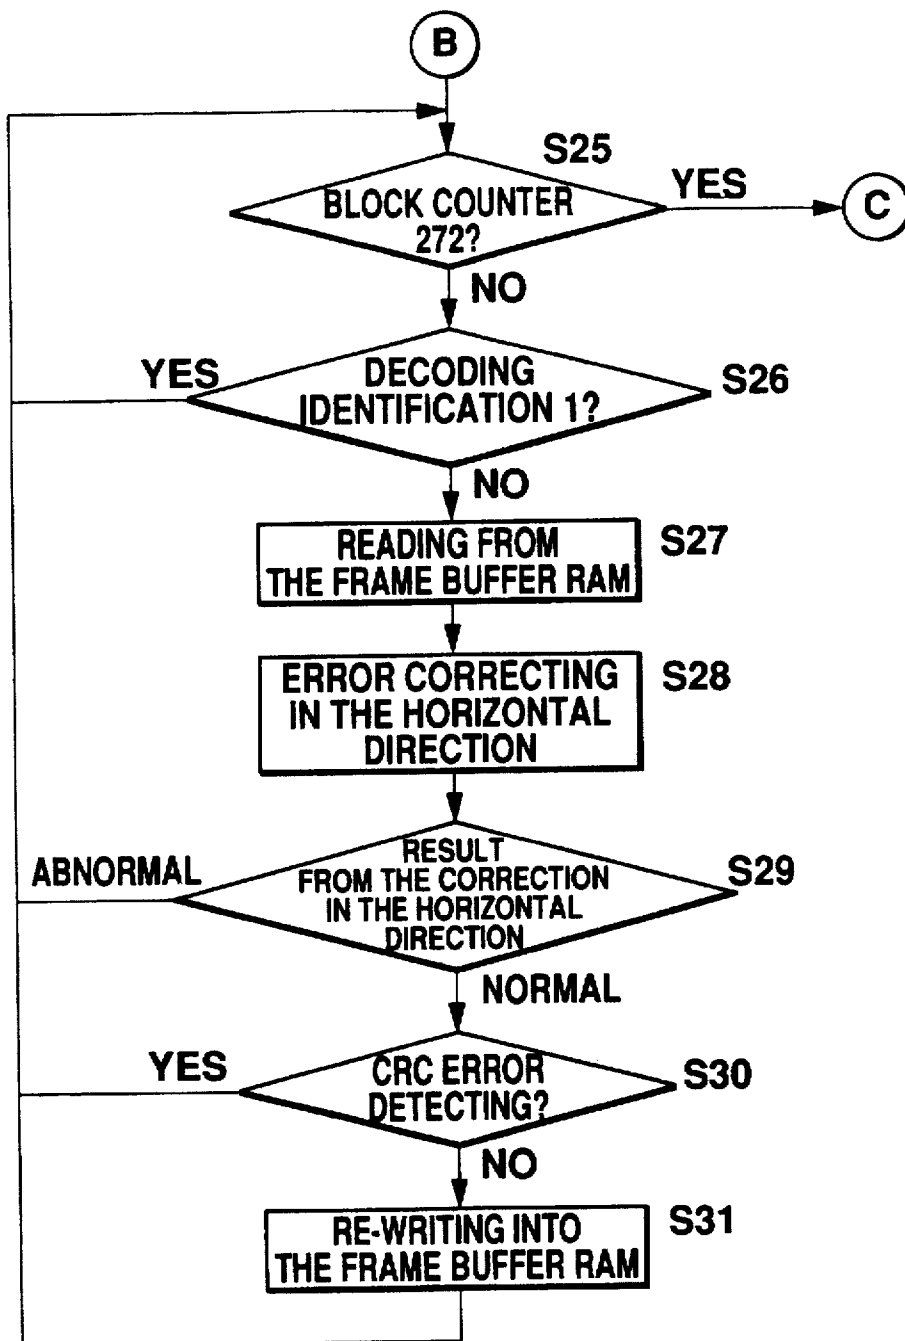 B
S25
BLOCK COUNTER
272?
YES
C
NO
YES
DECODING
IDENTIFICATION 1?
S26
NO
READING FROM
THE FRAME BUFFER RAM
S27
ERROR CORRECTING
IN THE HORIZONTAL
DIRECTION
S28
ABNORMAL
RESULT
FROM THE CORRECTION
IN THE HORIZONTAL
DIRECTION
S29
NORMAL
YES
CRC ERROR
DETECTING?
S30
NO
RE-WRITING INTO
THE FRAME BUFFER RAM
S31